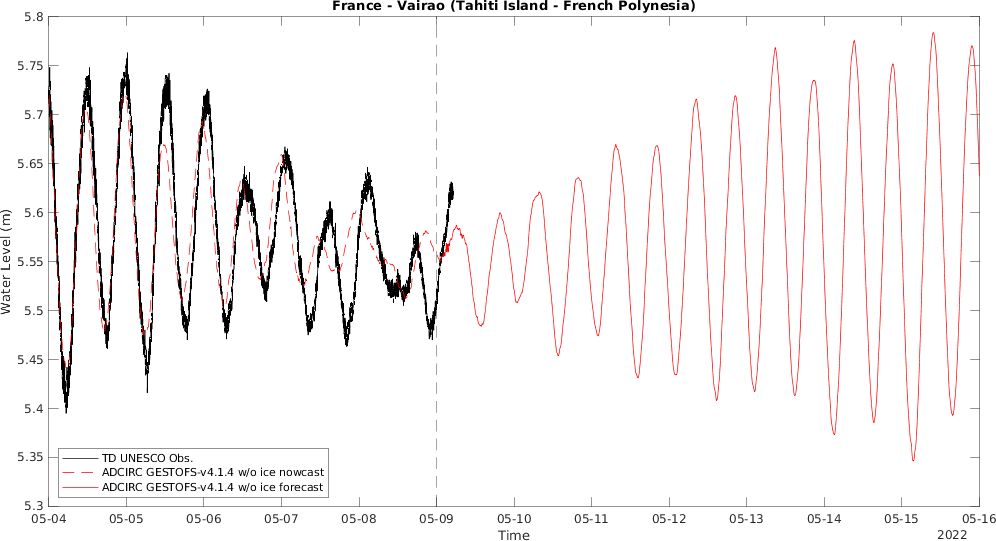 France - Vairao (Tahiti Island - French Polynesia)
5.8
5.75
5.7
5.65
5.6
5.55
5.5
5.45
5.4
5.35
5.3
Water Level (m)
TD UNESCO Obs.
ADCIRC GESTOFS-v4.1.4 w/o ice nowcast
ADCIRC GESTOFS-v4.1.4 w/o ice forecast
05-04 05-05 05-06 05-07 05-08 05-09 05-10 05-11 05-12 05-13 05-14 05-15 05-16
Time
2022